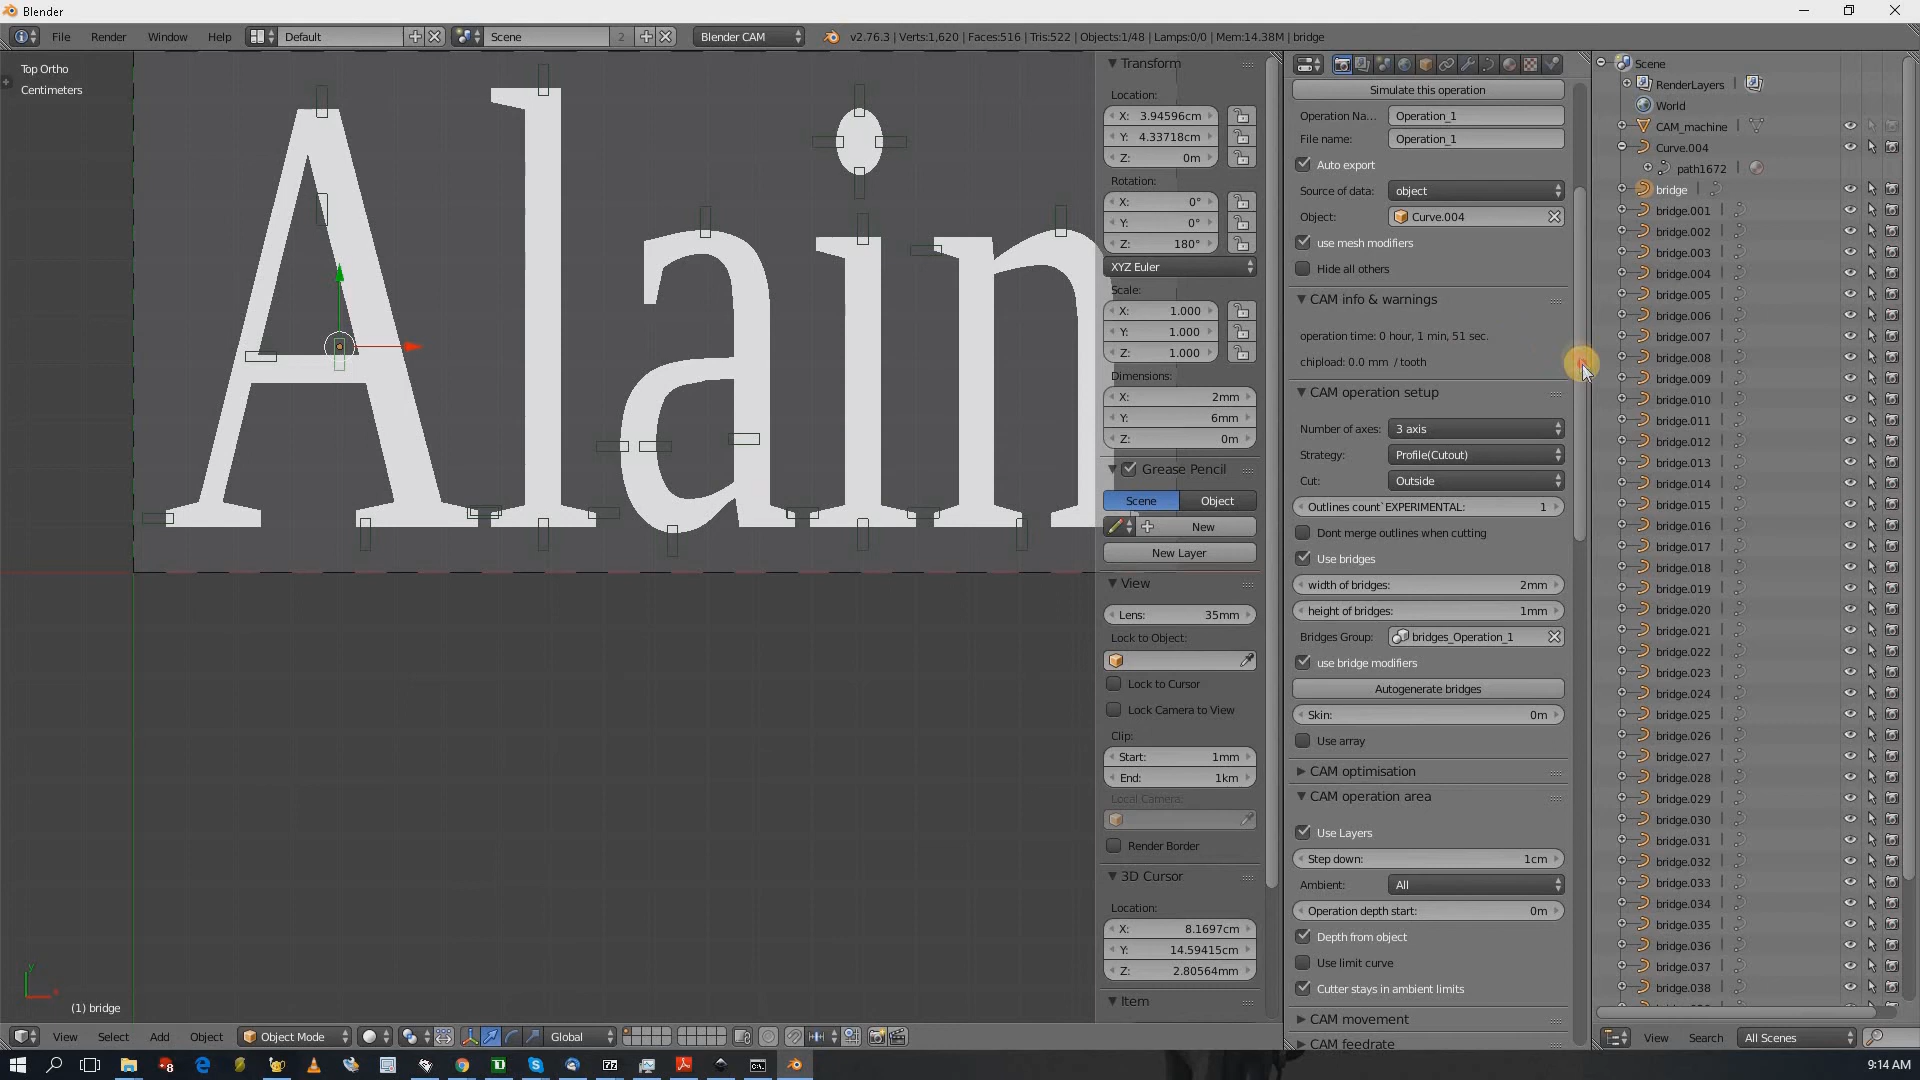 Blender
File Render Window Help Default Scene 2 Blender CAM v2.76.3 | Verts:1,620 | Faces:516 | Tris:522 | Objects:1/48 | Lamps:0/0 | Mem:14.38M | bridge
Top Ortho
Centimeters
Alain
y
(1) bridge
Transform
Location:
X: 3.94596cm
Y: 4.33718cm
Z: 0m
Rotation:
X: 0°
Y: 0°
Z: 180°
XYZ Euler
Scale:
X: 1.000
Y: 1.000
Z: 1.000
Dimensions:
X: 2mm
Y: 6mm
Z: 0m
Grease Pencil
Scene Object
New
New Layer
View
Lens: 35mm
Lock to Object:
Lock to Cursor
Lock Camera to View
Clip:
Start: 1mm
End: 1km
Local Camera:
Render Border
3D Cursor
Location:
X: 8.1697cm
Y: 14.59415cm
Z: 2.80564mm
Item
Simulate this operation
Operation Na... Operation_1
File name: Operation_1
Auto export
Source of data: object
Object: Curve.004
use mesh modifiers
Hide all others
CAM info & warnings
operation time: 0 hour, 1 min, 51 sec.
chipload: 0.0 mm / tooth
CAM operation setup
Number of axes: 3 axis
Strategy: Profile(Cutout)
Cut: Outside
Outlines count`EXPERIMENTAL: 1
Dont merge outlines when cutting
Use bridges
width of bridges: 2mm
height of bridges: 1mm
Bridges Group: bridges_Operation_1
use bridge modifiers
Autogenerate bridges
Skin: 0m
Use array
CAM optimisation
CAM operation area
Use Layers
Step down: 1cm
Ambient: All
Operation depth start: 0m
Depth from object
Use limit curve
Cutter stays in ambient limits
CAM movement
CAM feedrate
Scene
RenderLayers
World
CAM_machine
Curve.004
path1672
bridge
bridge.001
bridge.002
bridge.003
bridge.004
bridge.005
bridge.006
bridge.007
bridge.008
bridge.009
bridge.010
bridge.011
bridge.012
bridge.013
bridge.014
bridge.015
bridge.016
bridge.017
bridge.018
bridge.019
bridge.020
bridge.021
bridge.022
bridge.023
bridge.024
bridge.025
bridge.026
bridge.027
bridge.028
bridge.029
bridge.030
bridge.031
bridge.032
bridge.033
bridge.034
bridge.035
bridge.036
bridge.037
bridge.038
View Select Add Object Object Mode Global
View Search All Scenes
9:14 AM